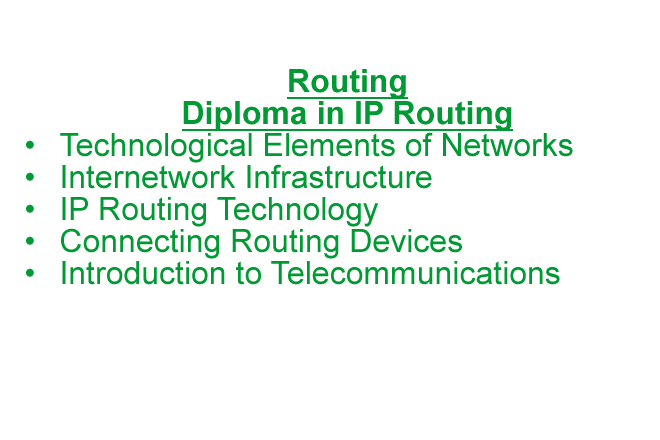 Routing
Diploma in IP Routing
• Technological Elements of Networks
• Internetwork Infrastructure
• IP Routing Technology
• Connecting Routing Devices
• Introduction to Telecommunications